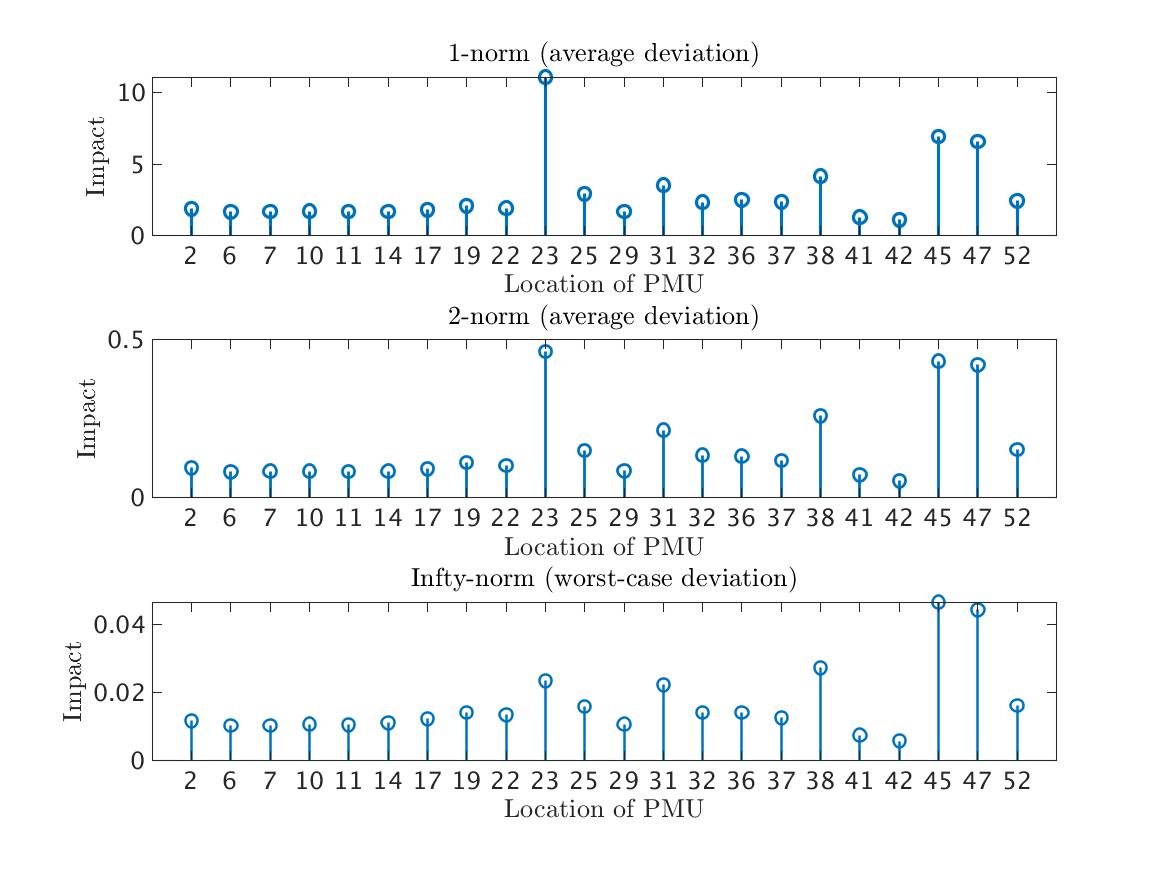 1-norm (average deviation)
10
5
0
Impact
2 6 7 10 11 14 17 19 22 23 25 29 31 32 36 37 38 41 42 45 47 52
Location of PMU
2-norm (average deviation)
0.5
0
Impact
2 6 7 10 11 14 17 19 22 23 25 29 31 32 36 37 38 41 42 45 47 52
Location of PMU
Infty-norm (worst-case deviation)
0.04
0.02
0
Impact
2 6 7 10 11 14 17 19 22 23 25 29 31 32 36 37 38 41 42 45 47 52
Location of PMU